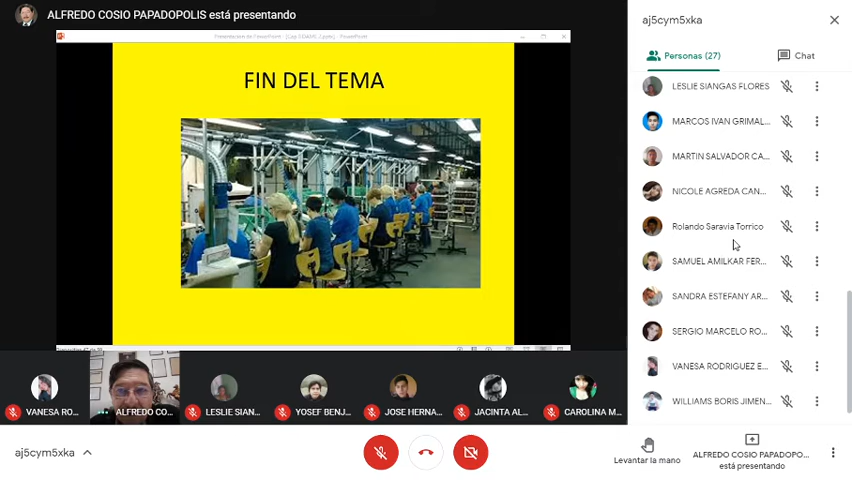 ALFREDO COSIO PAPADOPOLIS está presentando
FIN DEL TEMA
VANESA RO...
ALFREDO CO...
LESLIE SIAN...
YOSEF BENJ...
JOSE HERNA...
JACINTA AL...
CAROLINA M...
aj5cym5xka
aj5cym5xka
Personas (27)
Chat
LESLIE SIANGAS FLORES
MARCOS IVAN GRIMAL...
MARTIN SALVADOR CA...
NICOLE AGREDA CAN...
Rolando Saravia Torrico
SAMUEL AMILKAR FER...
SANDRA ESTEFANY AR...
SERGIO MARCELO RO...
VANESA RODRIGUEZ E...
WILLIAMS BORIS JIMEN...
Levantar la mano
ALFREDO COSIO PAPADOPO...
está presentando